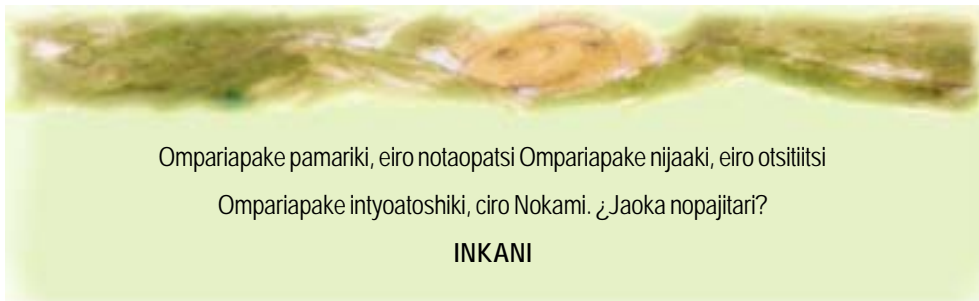 Ompariapake pamariki, eiro notaopatsi Ompariapake nijaaki, eiro otsitiitsi
Ompariapake intyoatoshiki, ciro Nokami. ¿Jaoka nopajitari?
INKANI